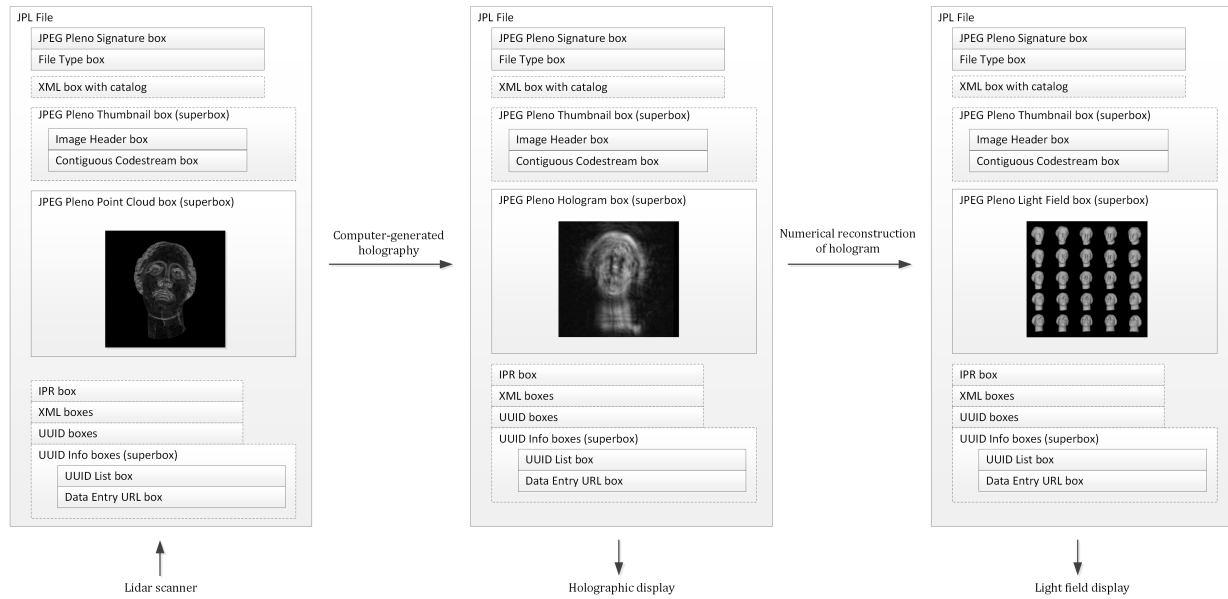 JPL File
JPEG Pleno Signature box
File Type box
XML box with catalog
JPEG Pleno Thumbnail box (superbox)
Image Header box
Contiguous Codestream box
JPEG Pleno Point Cloud box (superbox)
IPR box
XML boxes
UUID boxes
UUID Info boxes (superbox)
UUID List box
Data Entry URL box
Lidar scanner
Computer-generated
holography
JPL File
JPEG Pleno Signature box
File Type box
XML box with catalog
JPEG Pleno Thumbnail box (superbox)
Image Header box
Contiguous Codestream box
JPEG Pleno Hologram box (superbox)
IPR box
XML boxes
UUID boxes
UUID Info boxes (superbox)
UUID List box
Data Entry URL box
Holographic display
Numerical reconstruction
of hologram
JPL File
JPEG Pleno Signature box
File Type box
XML box with catalog
JPEG Pleno Thumbnail box (superbox)
Image Header box
Contiguous Codestream box
JPEG Pleno Light Field box (superbox)
IPR box
XML boxes
UUID boxes
UUID Info boxes (superbox)
UUID List box
Data Entry URL box
Light field display